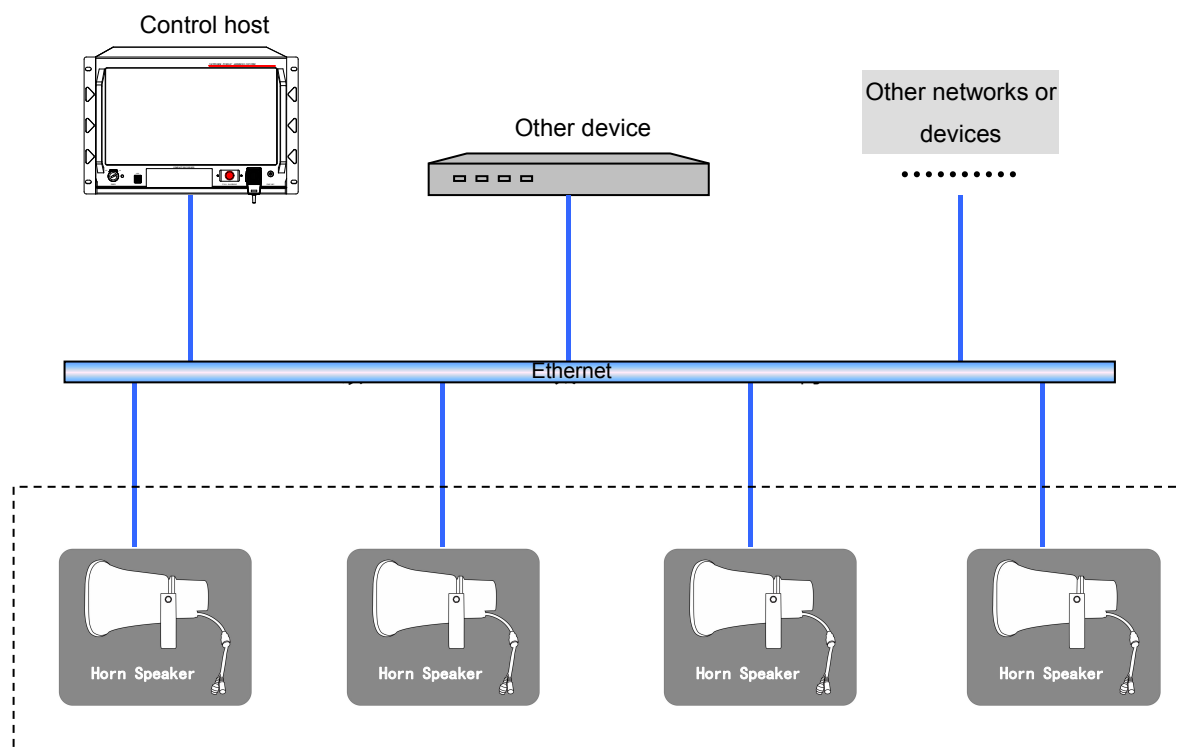 Control host
Other device
Other networks or
devices
Ethernet
Horn Speaker
Horn Speaker
Horn Speaker
Horn Speaker